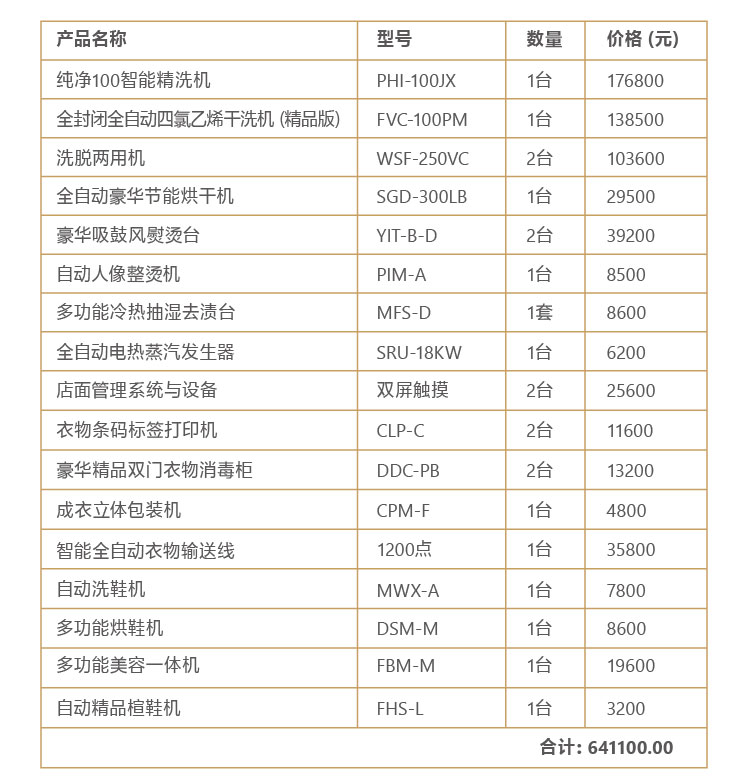 产品名称 型号 数量 价格 (元)
纯净100智能精洗机 PHI-100JX 1台 176800
全封闭全自动四氯乙烯干洗机 (精品版) FVC-100PM 1台 138500
洗脱两用机 WSF-250VC 2台 103600
全自动豪华节能烘干机 SGD-300LB 1台 29500
豪华吸鼓风熨烫台 YIT-B-D 2台 39200
自动人像整烫机 PIM-A 1台 8500
多功能冷热抽湿去渍台 MFS-D 1套 8600
全自动电热蒸汽发生器 SRU-18KW 1台 6200
店面管理系统与设备 双屏触摸 2台 25600
衣物条码标签打印机 CLP-C 2台 11600
豪华精品双门衣物消毒柜 DDC-PB 2台 13200
成衣立体包装机 CPM-F 1台 4800
智能全自动衣物输送线 1200点 1台 35800
自动洗鞋机 MWX-A 1台 7800
多功能烘鞋机 DSM-M 1台 8600
多功能美容一体机 FBM-M 1台 19600
自动精品楦鞋机 FHS-L 1台 3200
合计: 641100.00